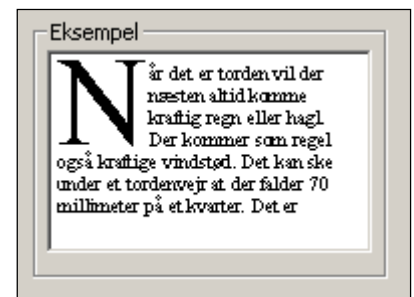 Eksempel
Når det er torden vil der
næsten altid komme
kraftig regn eller hagl.
Der kommer som regel
også kraftige vindstød. Det kan ske
under et tordenvejr at der falder 70
millimeter på et kvarter. Det er